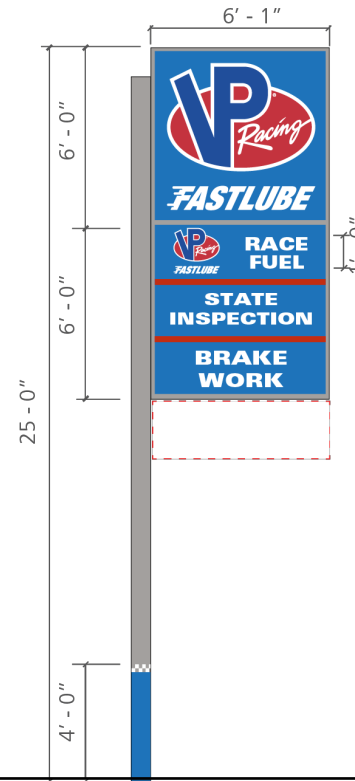 6' - 1"
6' - 0"
VP
Racing
FASTLUBE
VP
Racing
FASTLUBE
RACE
FUEL
6' - 0"
STATE
INSPECTION
BRAKE
WORK
25 - 0"
4' - 0"